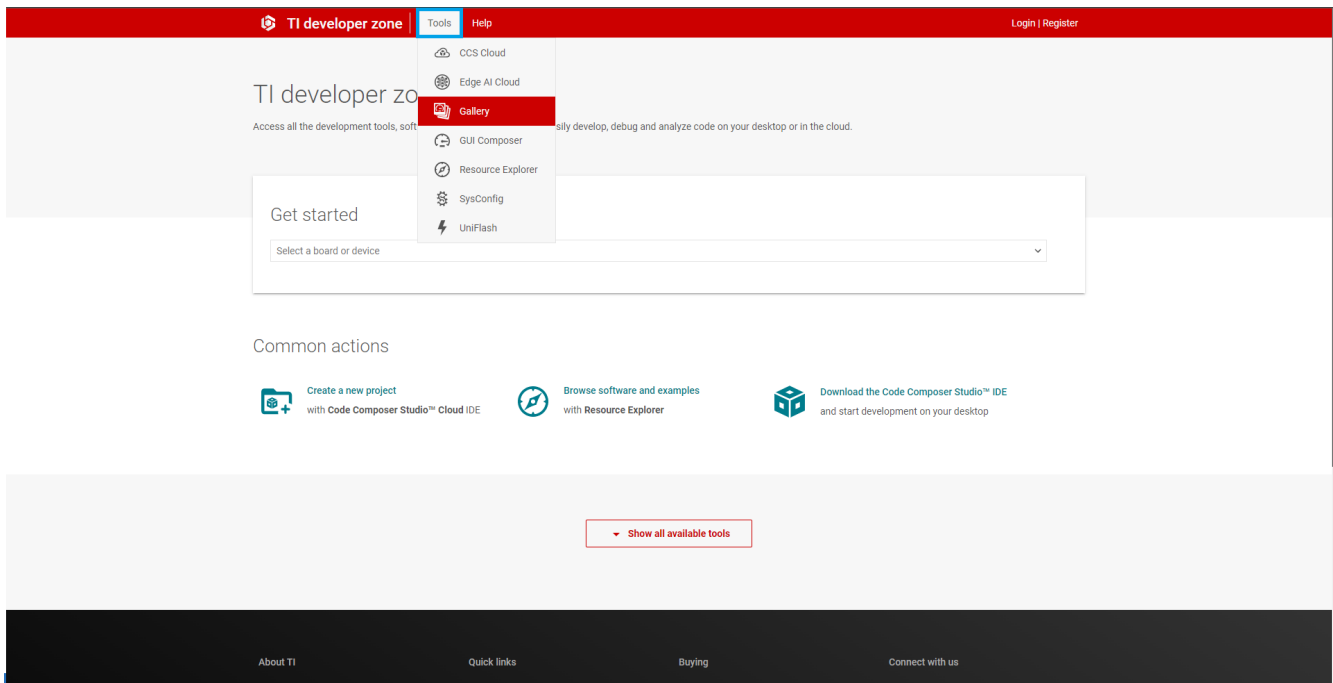 TI developer zone
Tools
Help
Login | Register
CCS Cloud
Edge AI Cloud
Gallery
GUI Composer
Resource Explorer
SysConfig
UniFlash
TI developer zo
Access all the development tools, soft
sily develop, debug and analyze code on your desktop or in the cloud.
Get started
Select a board or device
Common actions
Create a new project
with Code Composer Studio™ Cloud IDE
Browse software and examples
with Resource Explorer
Download the Code Composer Studio™ IDE
and start development on your desktop
Show all available tools
About TI
Quick links
Buying
Connect with us